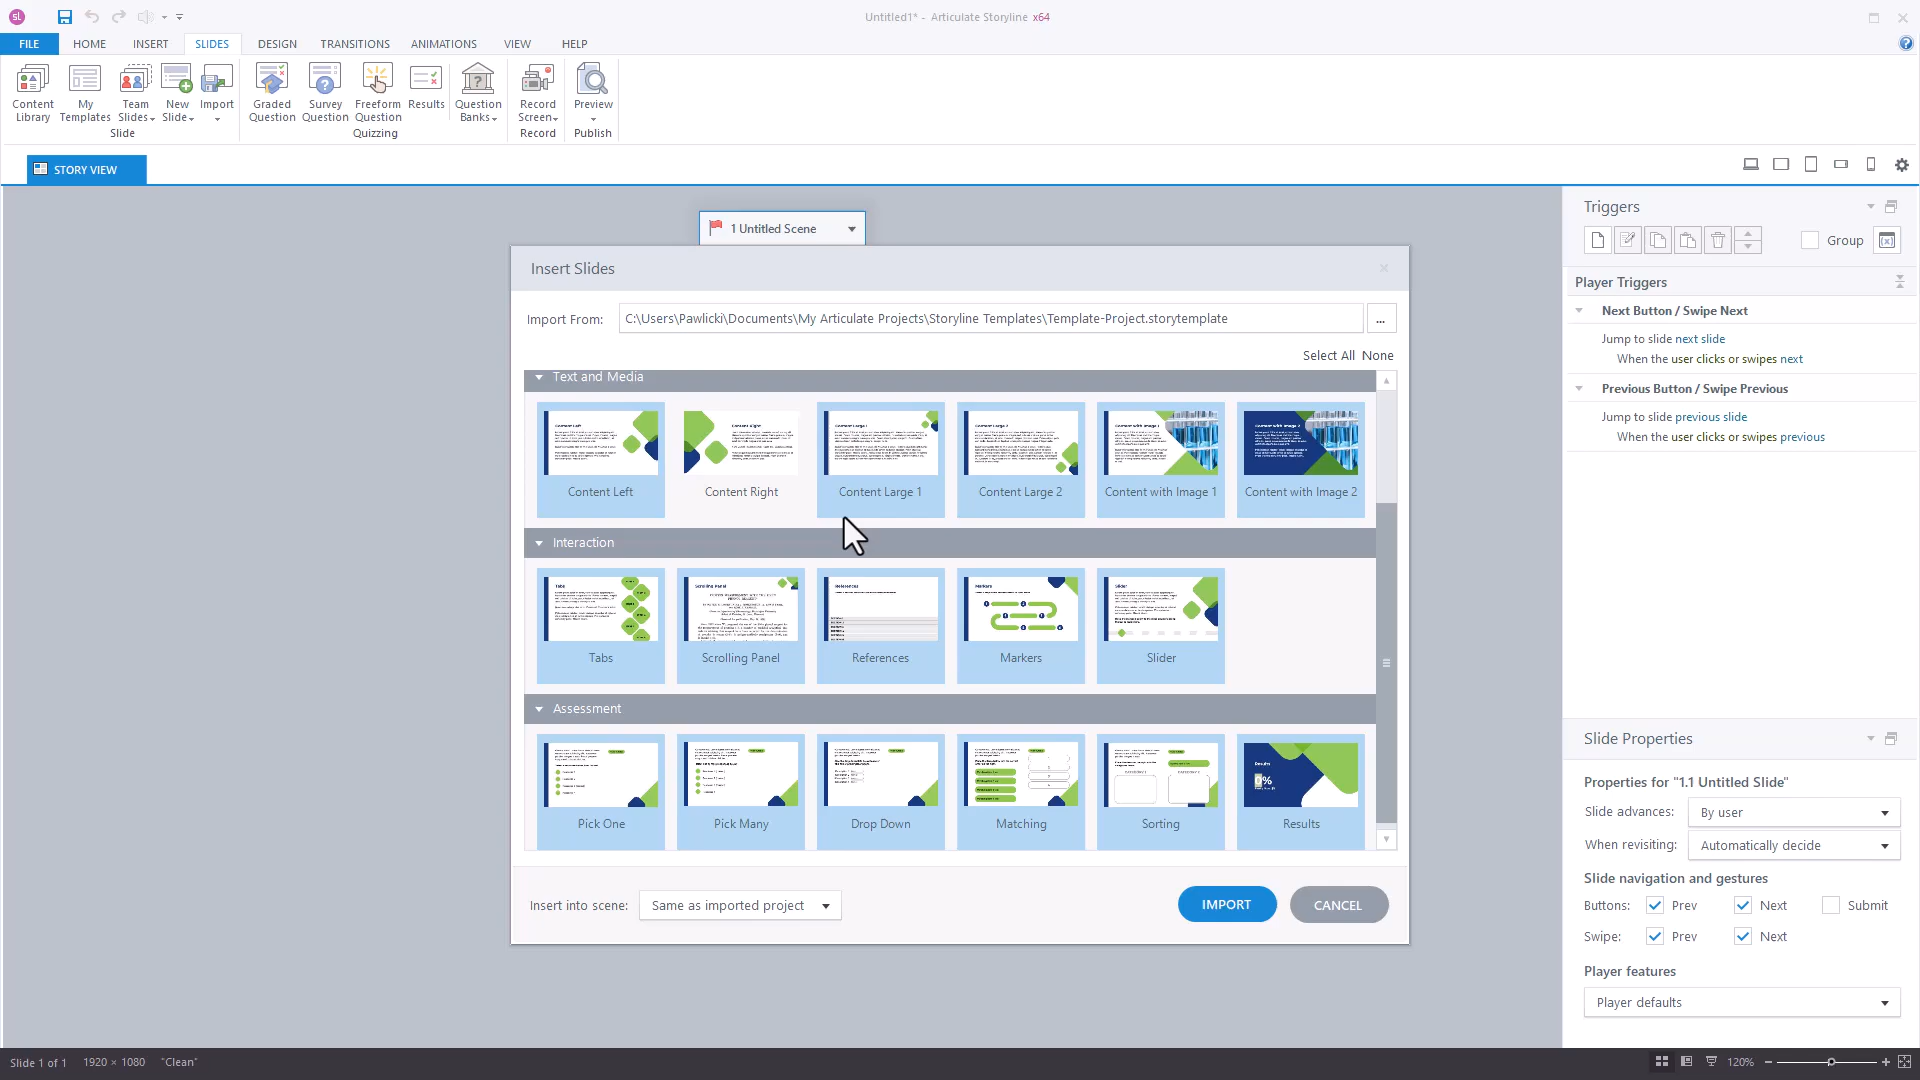 sl
Untitled1* - Articulate Storyline x64
FILE HOME INSERT SLIDES DESIGN TRANSITIONS ANIMATIONS VIEW HELP
Content Library
My Templates
Team Slides
New Slide
Import
Slide
Graded Question
Survey Question
Freeform Question
Results
Question Banks
Quizzing
Record Screen
Record
Preview
Publish
STORY VIEW
1 Untitled Scene
Insert Slides
Import From: C:\Users\Pawlicki\Documents\My Articulate Projects\Storyline Templates\Template-Project.storytemplate ...
Select All None
Text and Media
Content Left Content Right Content Large 1 Content Large 2 Content with Image 1 Content with Image 2
Interaction
Tabs Scrolling Panel References Markers Slider
Assessment
Pick One Pick Many Drop Down Matching Sorting Results
Insert into scene: Same as imported project
IMPORT CANCEL
Triggers
Group
Player Triggers
Next Button / Swipe Next
Jump to slide next slide
When the user clicks or swipes next
Previous Button / Swipe Previous
Jump to slide previous slide
When the user clicks or swipes previous
Slide Properties
Properties for "1.1 Untitled Slide"
Slide advances: By user
When revisiting: Automatically decide
Slide navigation and gestures
Buttons: Prev Next Submit
Swipe: Prev Next
Player features
Player defaults
Slide 1 of 1 1920 × 1080 "Clean"
120%